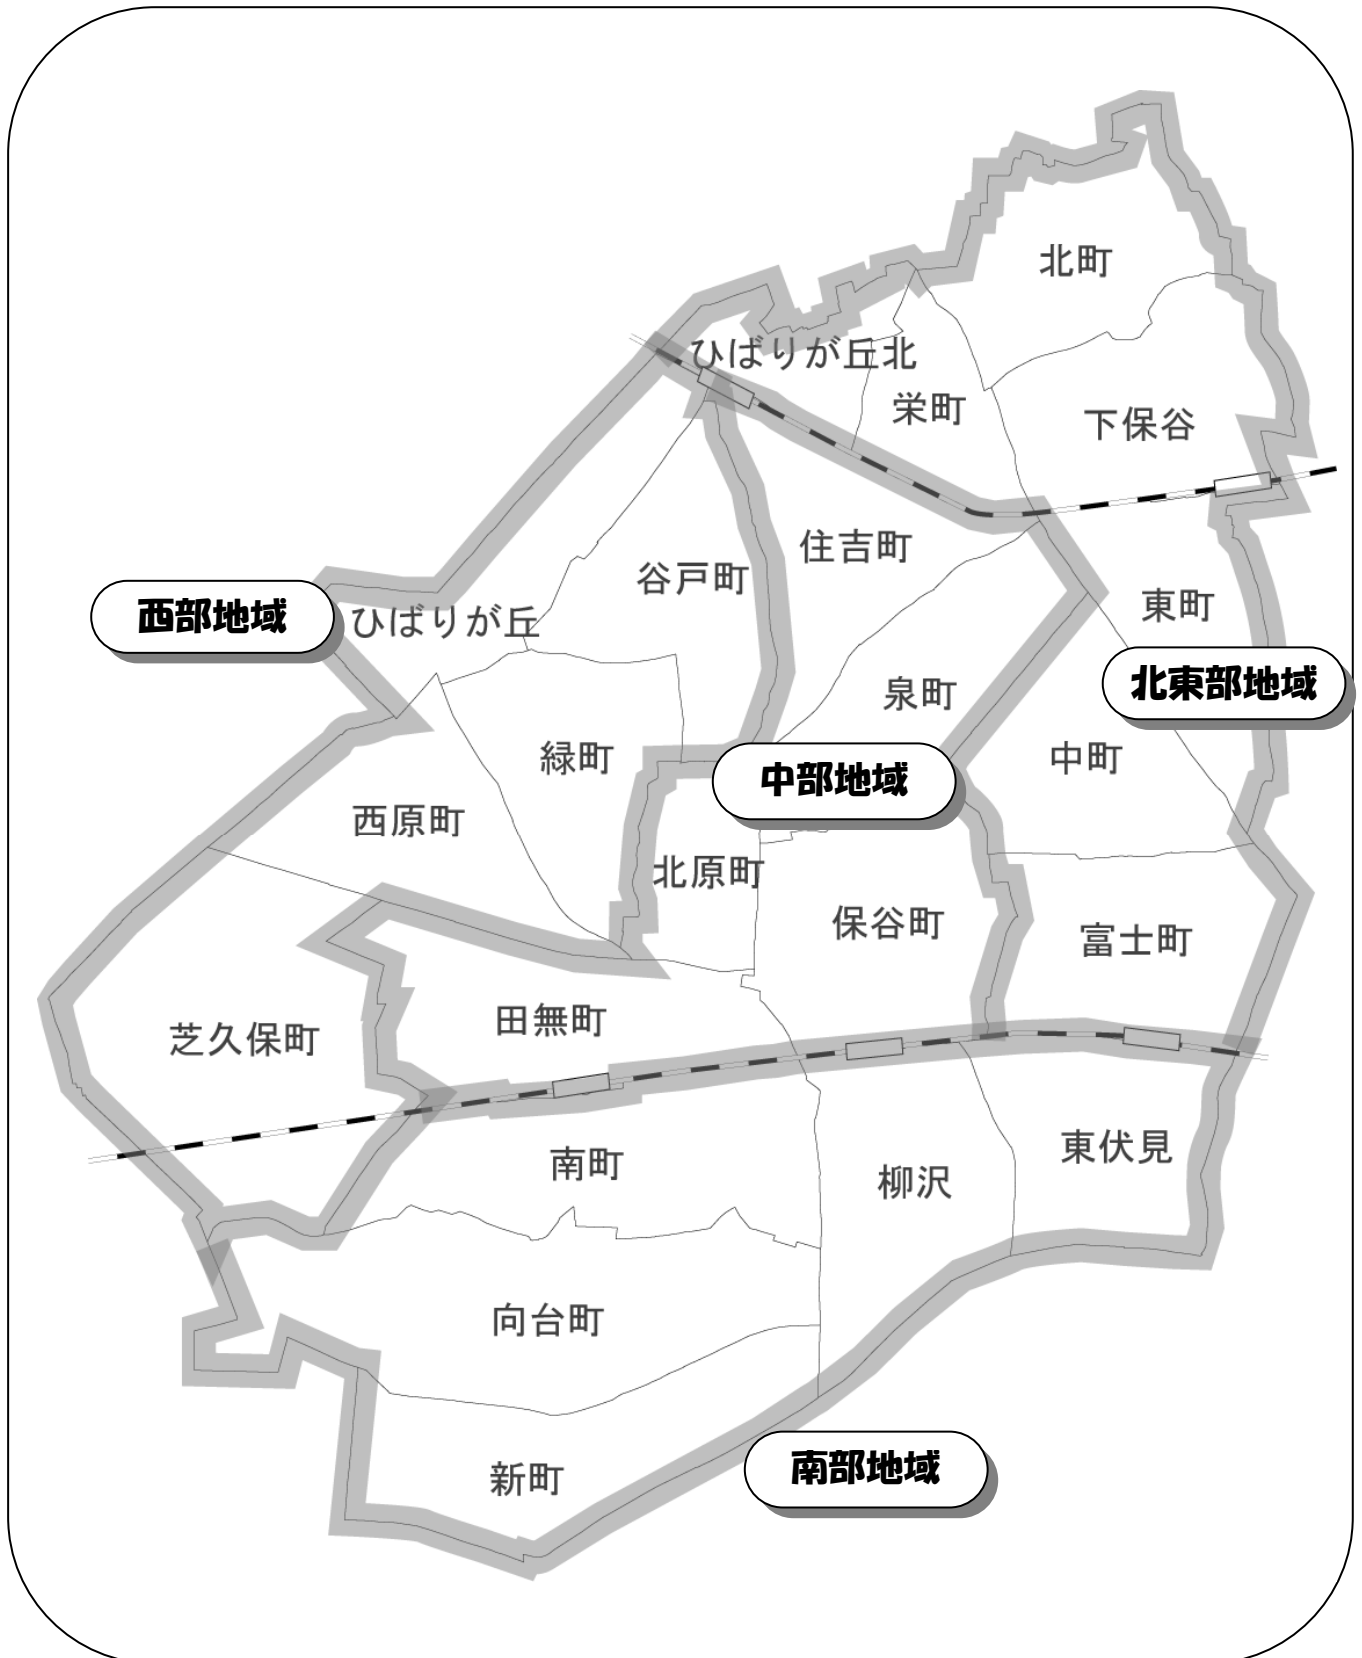 北町
ひばりが丘北
栄町
下保谷
住吉町
谷戸町
東町
西部地域
ひばりが丘
北東部地域
泉町
緑町
中町
中部地域
西原町
北原町
保谷町
富士町
田無町
芝久保町
東伏見
南町
柳沢
向台町
南部地域
新町